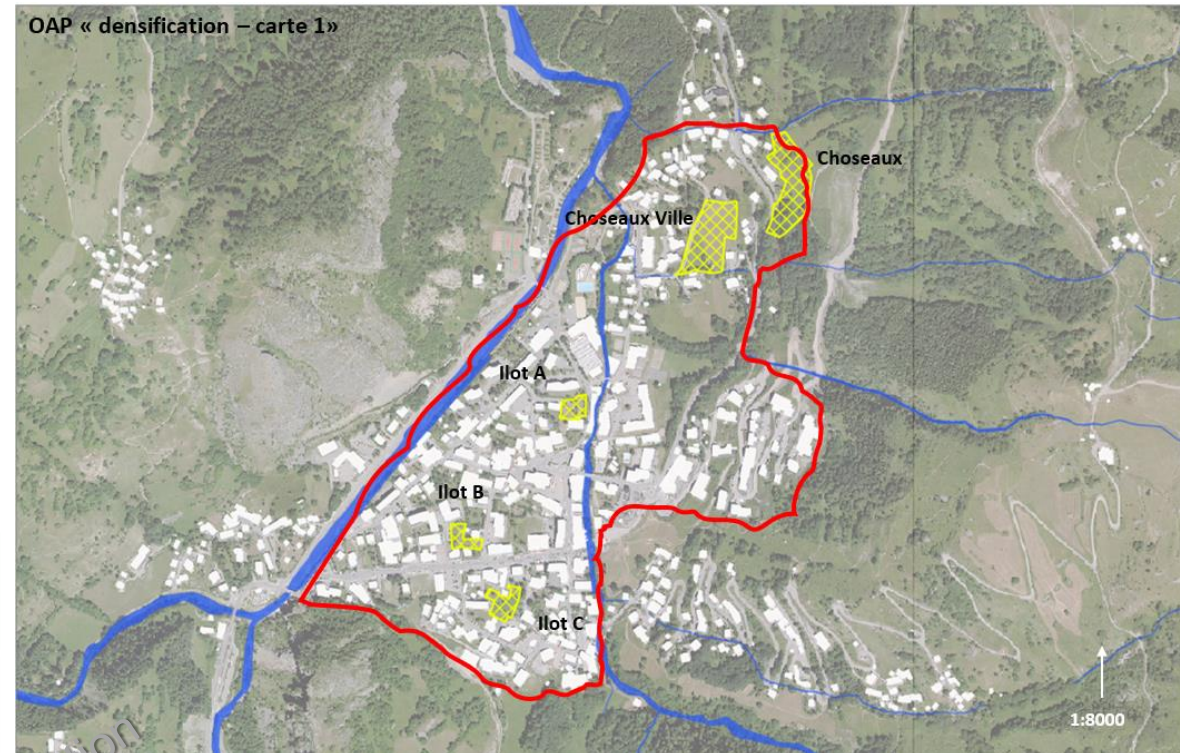 OAP « densification – carte 1»
Choseaux
Choseaux Ville
Ilot A
Ilot B
Ilot C
1:8000